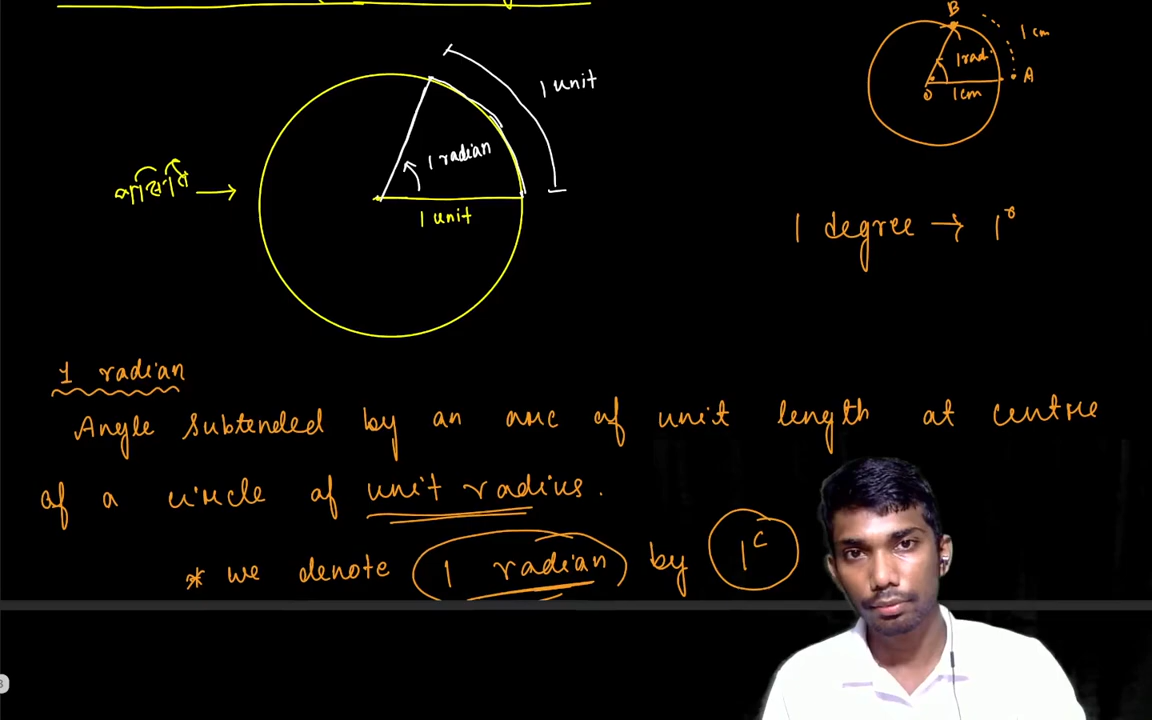 B
1 cm
1 radi
A
O
1 cm
1 unit
1 radian
1 unit
1 degree → 1°
1 radian
Angle subtended by an arc of unit length at centre
of a circle of unit radius.
* we denote 1 radian by 1ᶜ